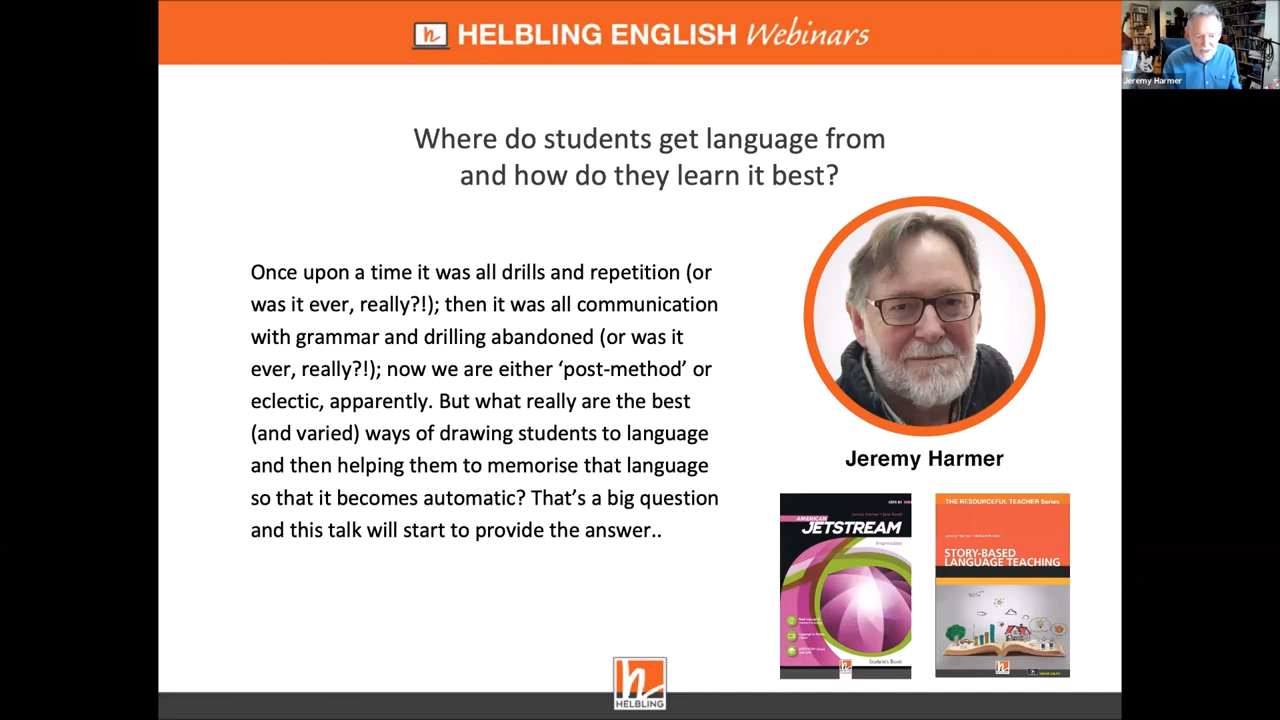 HELBLING ENGLISH Webinars
Jeremy Harmer
Where do students get language from
and how do they learn it best?
Once upon a time it was all drills and repetition (or
was it ever, really?!); then it was all communication
with grammar and drilling abandoned (or was it
ever, really?!); now we are either ‘post-method’ or
eclectic, apparently. But what really are the best
(and varied) ways of drawing students to language
and then helping them to memorise that language
so that it becomes automatic? That’s a big question
and this talk will start to provide the answer..
Jeremy Harmer
Jeremy Harmer
AMERICAN
JETSTREAM
Intermediate
Student's Book
THE RESOURCEFUL TEACHER Series
Jeremy Harmer
STORY-BASED
LANGUAGE TEACHING
HELBLING